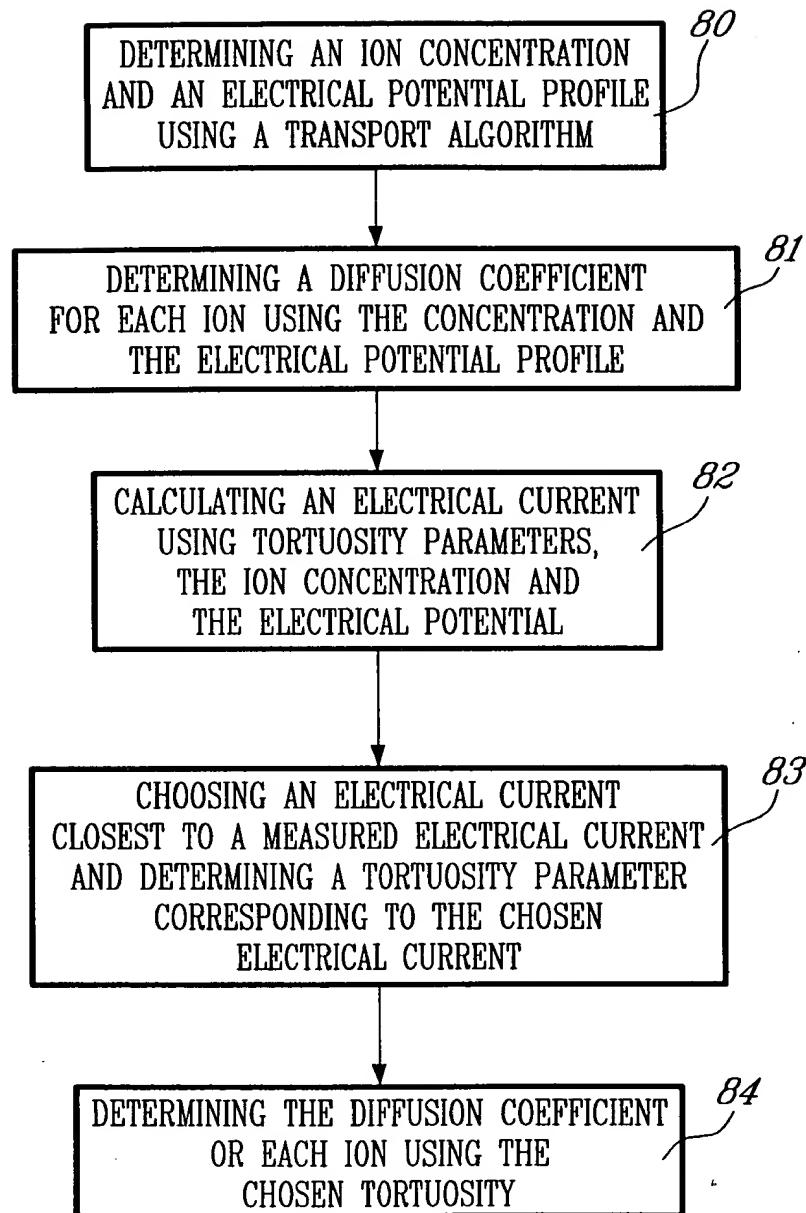 80
DETERMINING AN ION CONCENTRATION
AND AN ELECTRICAL POTENTIAL PROFILE
USING A TRANSPORT ALGORITHM
81
DETERMINING A DIFFUSION COEFFICIENT
FOR EACH ION USING THE CONCENTRATION AND
THE ELECTRICAL POTENTIAL PROFILE
82
CALCULATING AN ELECTRICAL CURRENT
USING TORTUOSITY PARAMETERS,
THE ION CONCENTRATION AND
THE ELECTRICAL POTENTIAL
83
CHOOSING AN ELECTRICAL CURRENT
CLOSEST TO A MEASURED ELECTRICAL CURRENT
AND DETERMINING A TORTUOSITY PARAMETER
CORRESPONDING TO THE CHOSEN
ELECTRICAL CURRENT
84
DETERMINING THE DIFFUSION COEFFICIENT
OR EACH ION USING THE
CHOSEN TORTUOSITY